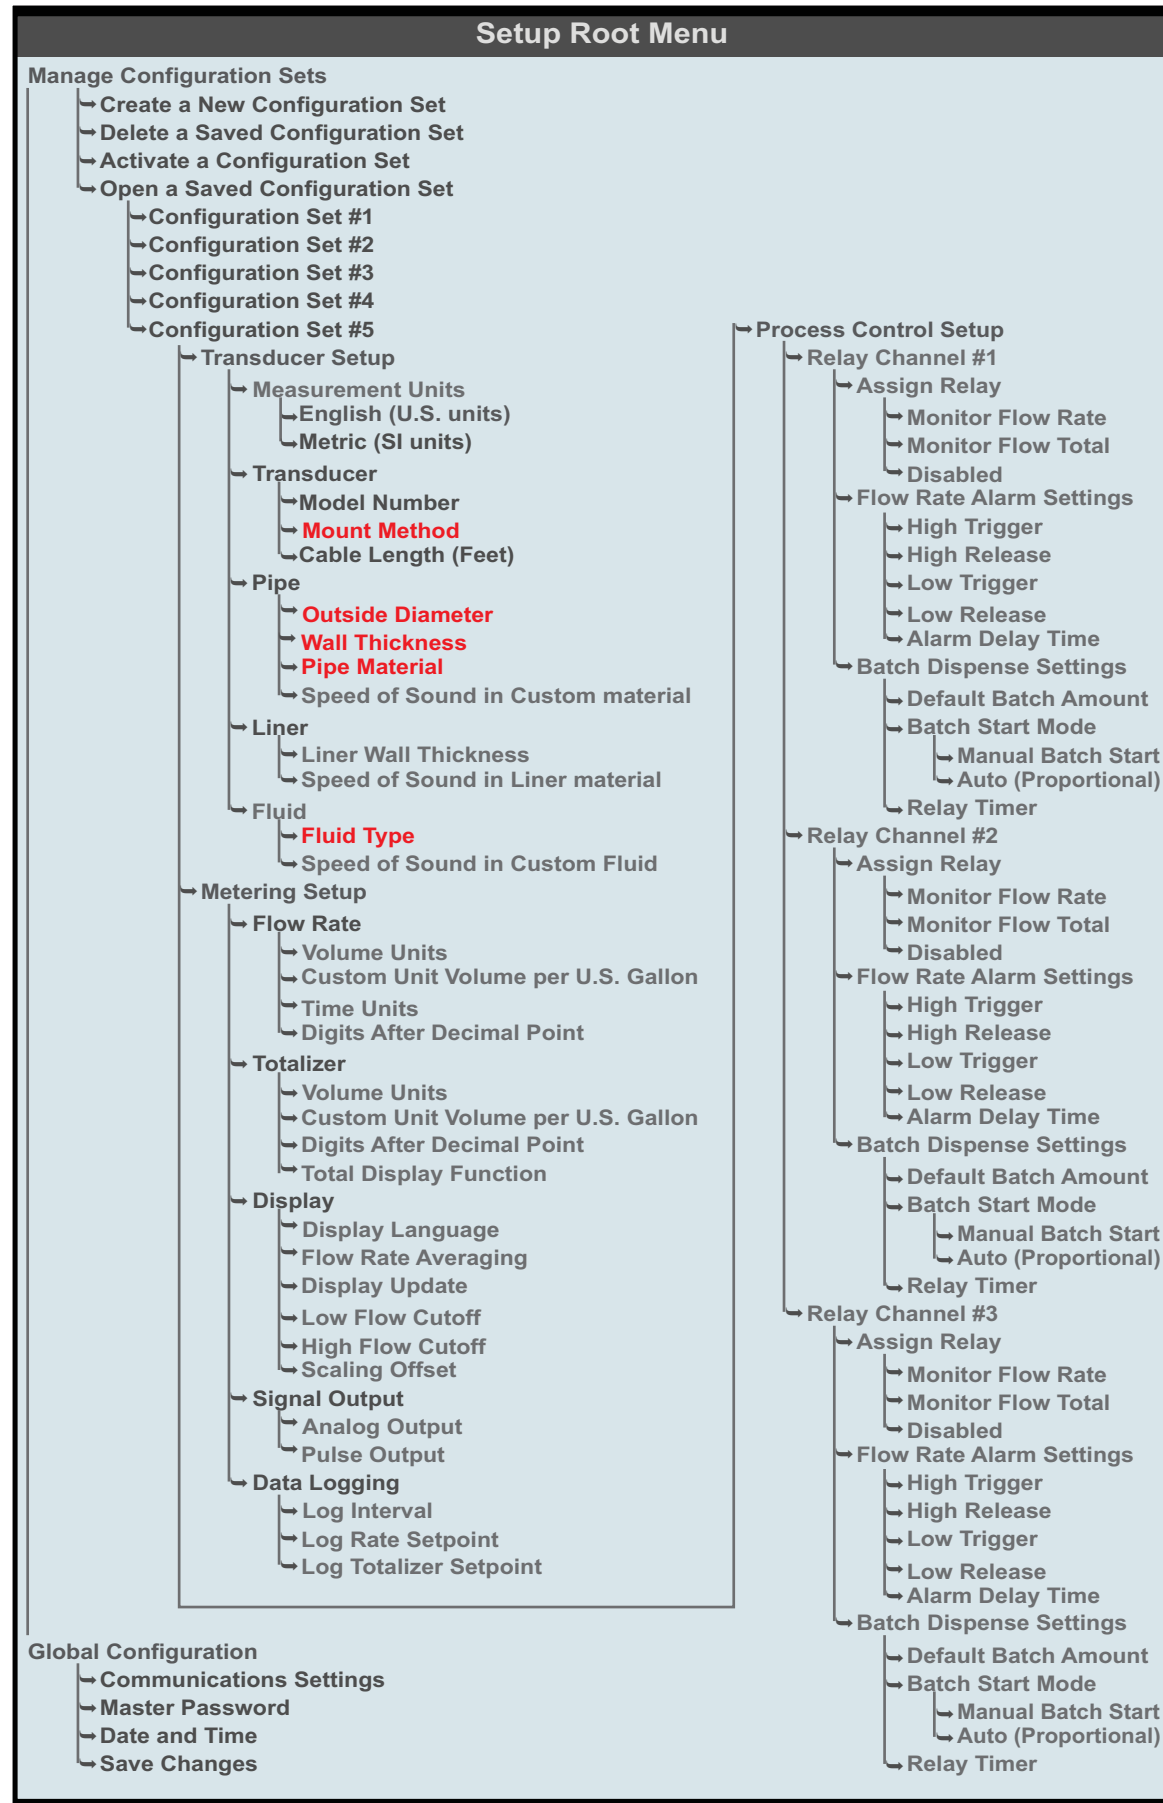 Setup Root Menu
Manage Configuration Sets
Create a New Configuration Set
Delete a Saved Configuration Set
Activate a Configuration Set
Open a Saved Configuration Set
Configuration Set #1
Configuration Set #2
Configuration Set #3
Configuration Set #4
Configuration Set #5
Transducer Setup
Measurement Units
English (U.S. units)
Metric (SI units)
Transducer
Model Number
Mount Method
Cable Length (Feet)
Pipe
Outside Diameter
Wall Thickness
Pipe Material
Speed of Sound in Custom material
Liner
Liner Wall Thickness
Speed of Sound in Liner material
Fluid
Fluid Type
Speed of Sound in Custom Fluid
Metering Setup
Flow Rate
Volume Units
Custom Unit Volume per U.S. Gallon
Time Units
Digits After Decimal Point
Totalizer
Volume Units
Custom Unit Volume per U.S. Gallon
Digits After Decimal Point
Total Display Function
Display
Display Language
Flow Rate Averaging
Display Update
Low Flow Cutoff
High Flow Cutoff
Scaling Offset
Signal Output
Analog Output
Pulse Output
Data Logging
Log Interval
Log Rate Setpoint
Log Totalizer Setpoint
Process Control Setup
Relay Channel #1
Assign Relay
Monitor Flow Rate
Monitor Flow Total
Disabled
Flow Rate Alarm Settings
High Trigger
High Release
Low Trigger
Low Release
Alarm Delay Time
Batch Dispense Settings
Default Batch Amount
Batch Start Mode
Manual Batch Start
Auto (Proportional)
Relay Timer
Relay Channel #2
Assign Relay
Monitor Flow Rate
Monitor Flow Total
Disabled
Flow Rate Alarm Settings
High Trigger
High Release
Low Trigger
Low Release
Alarm Delay Time
Batch Dispense Settings
Default Batch Amount
Batch Start Mode
Manual Batch Start
Auto (Proportional)
Relay Timer
Relay Channel #3
Assign Relay
Monitor Flow Rate
Monitor Flow Total
Disabled
Flow Rate Alarm Settings
High Trigger
High Release
Low Trigger
Low Release
Alarm Delay Time
Batch Dispense Settings
Default Batch Amount
Batch Start Mode
Manual Batch Start
Auto (Proportional)
Relay Timer
Global Configuration
Communications Settings
Master Password
Date and Time
Save Changes